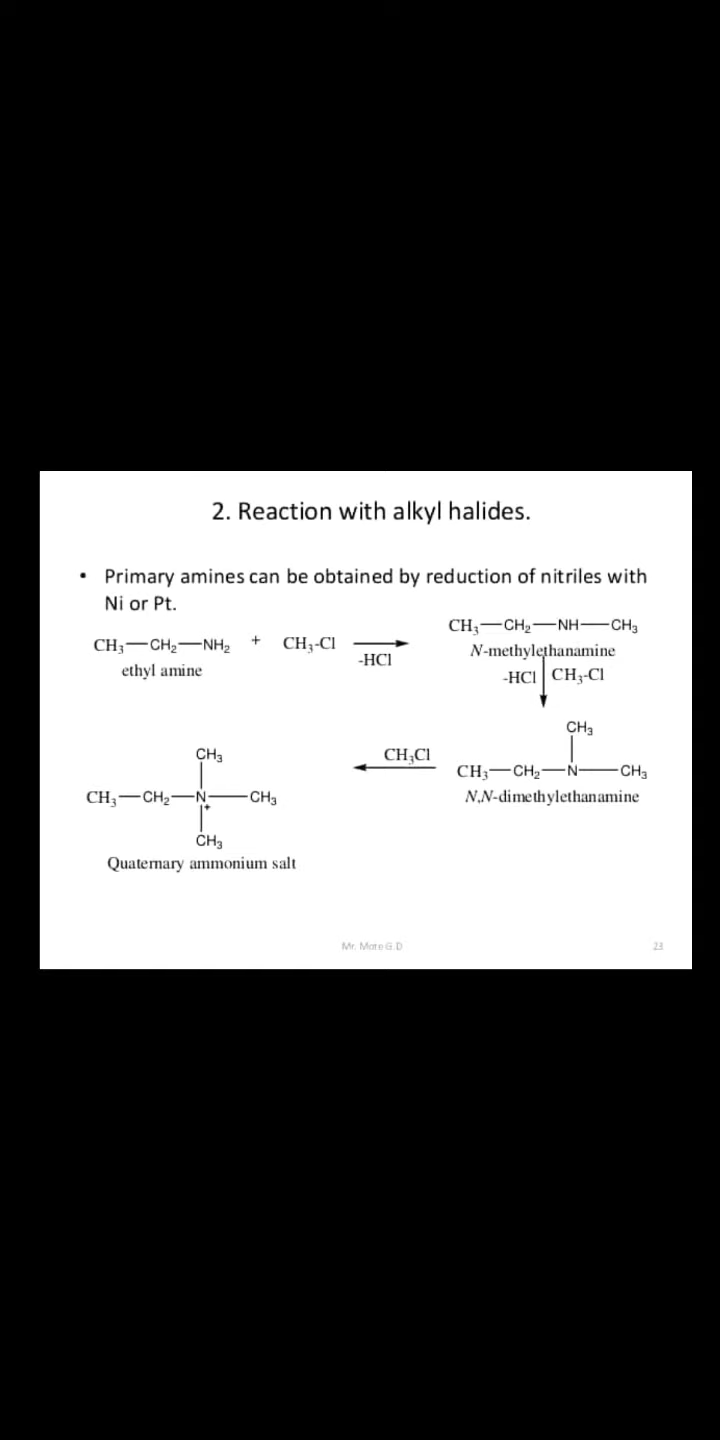 2. Reaction with alkyl halides.
• Primary amines can be obtained by reduction of nitriles with
Ni or Pt.
CH₃—CH₂—NH₂ + CH₃-Cl
-HCl
ethyl amine
CH₃—CH₂—NH—CH₃
N-methylethanamine
-HCl CH₃-Cl
CH₃
CH₃—CH₂—N—CH₃
N,N-dimethylethanamine
CH₃Cl
CH₃
CH₃—CH₂—N—CH₃
+
CH₃
Quaternary ammonium salt
Mr. Mote G.D
23